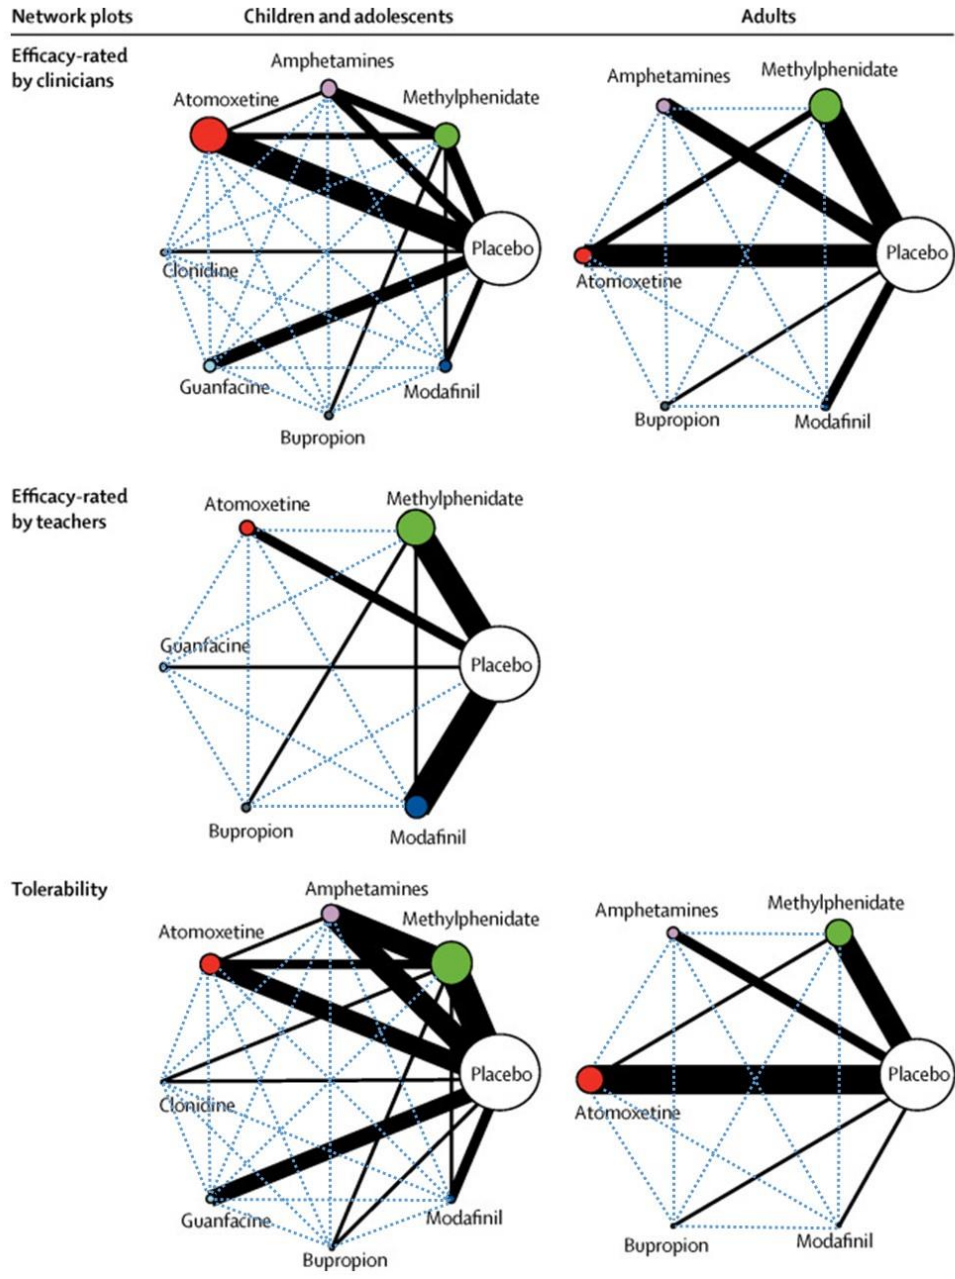 Network plots
Children and adolescents
Adults
Efficacy-rated
by clinicians
Amphetamines
Atomoxetine
Methylphenidate
Placebo
Clonidine
Guanfacine
Modafinil
Bupropion
Amphetamines
Methylphenidate
Placebo
Atomoxetine
Bupropion
Modafinil
Efficacy-rated
by teachers
Atomoxetine
Methylphenidate
Guanfacine
Placebo
Bupropion
Modafinil
Tolerability
Amphetamines
Atomoxetine
Methylphenidate
Placebo
Clonidine
Guanfacine
Modafinil
Bupropion
Amphetamines
Methylphenidate
Placebo
Atomoxetine
Bupropion
Modafinil